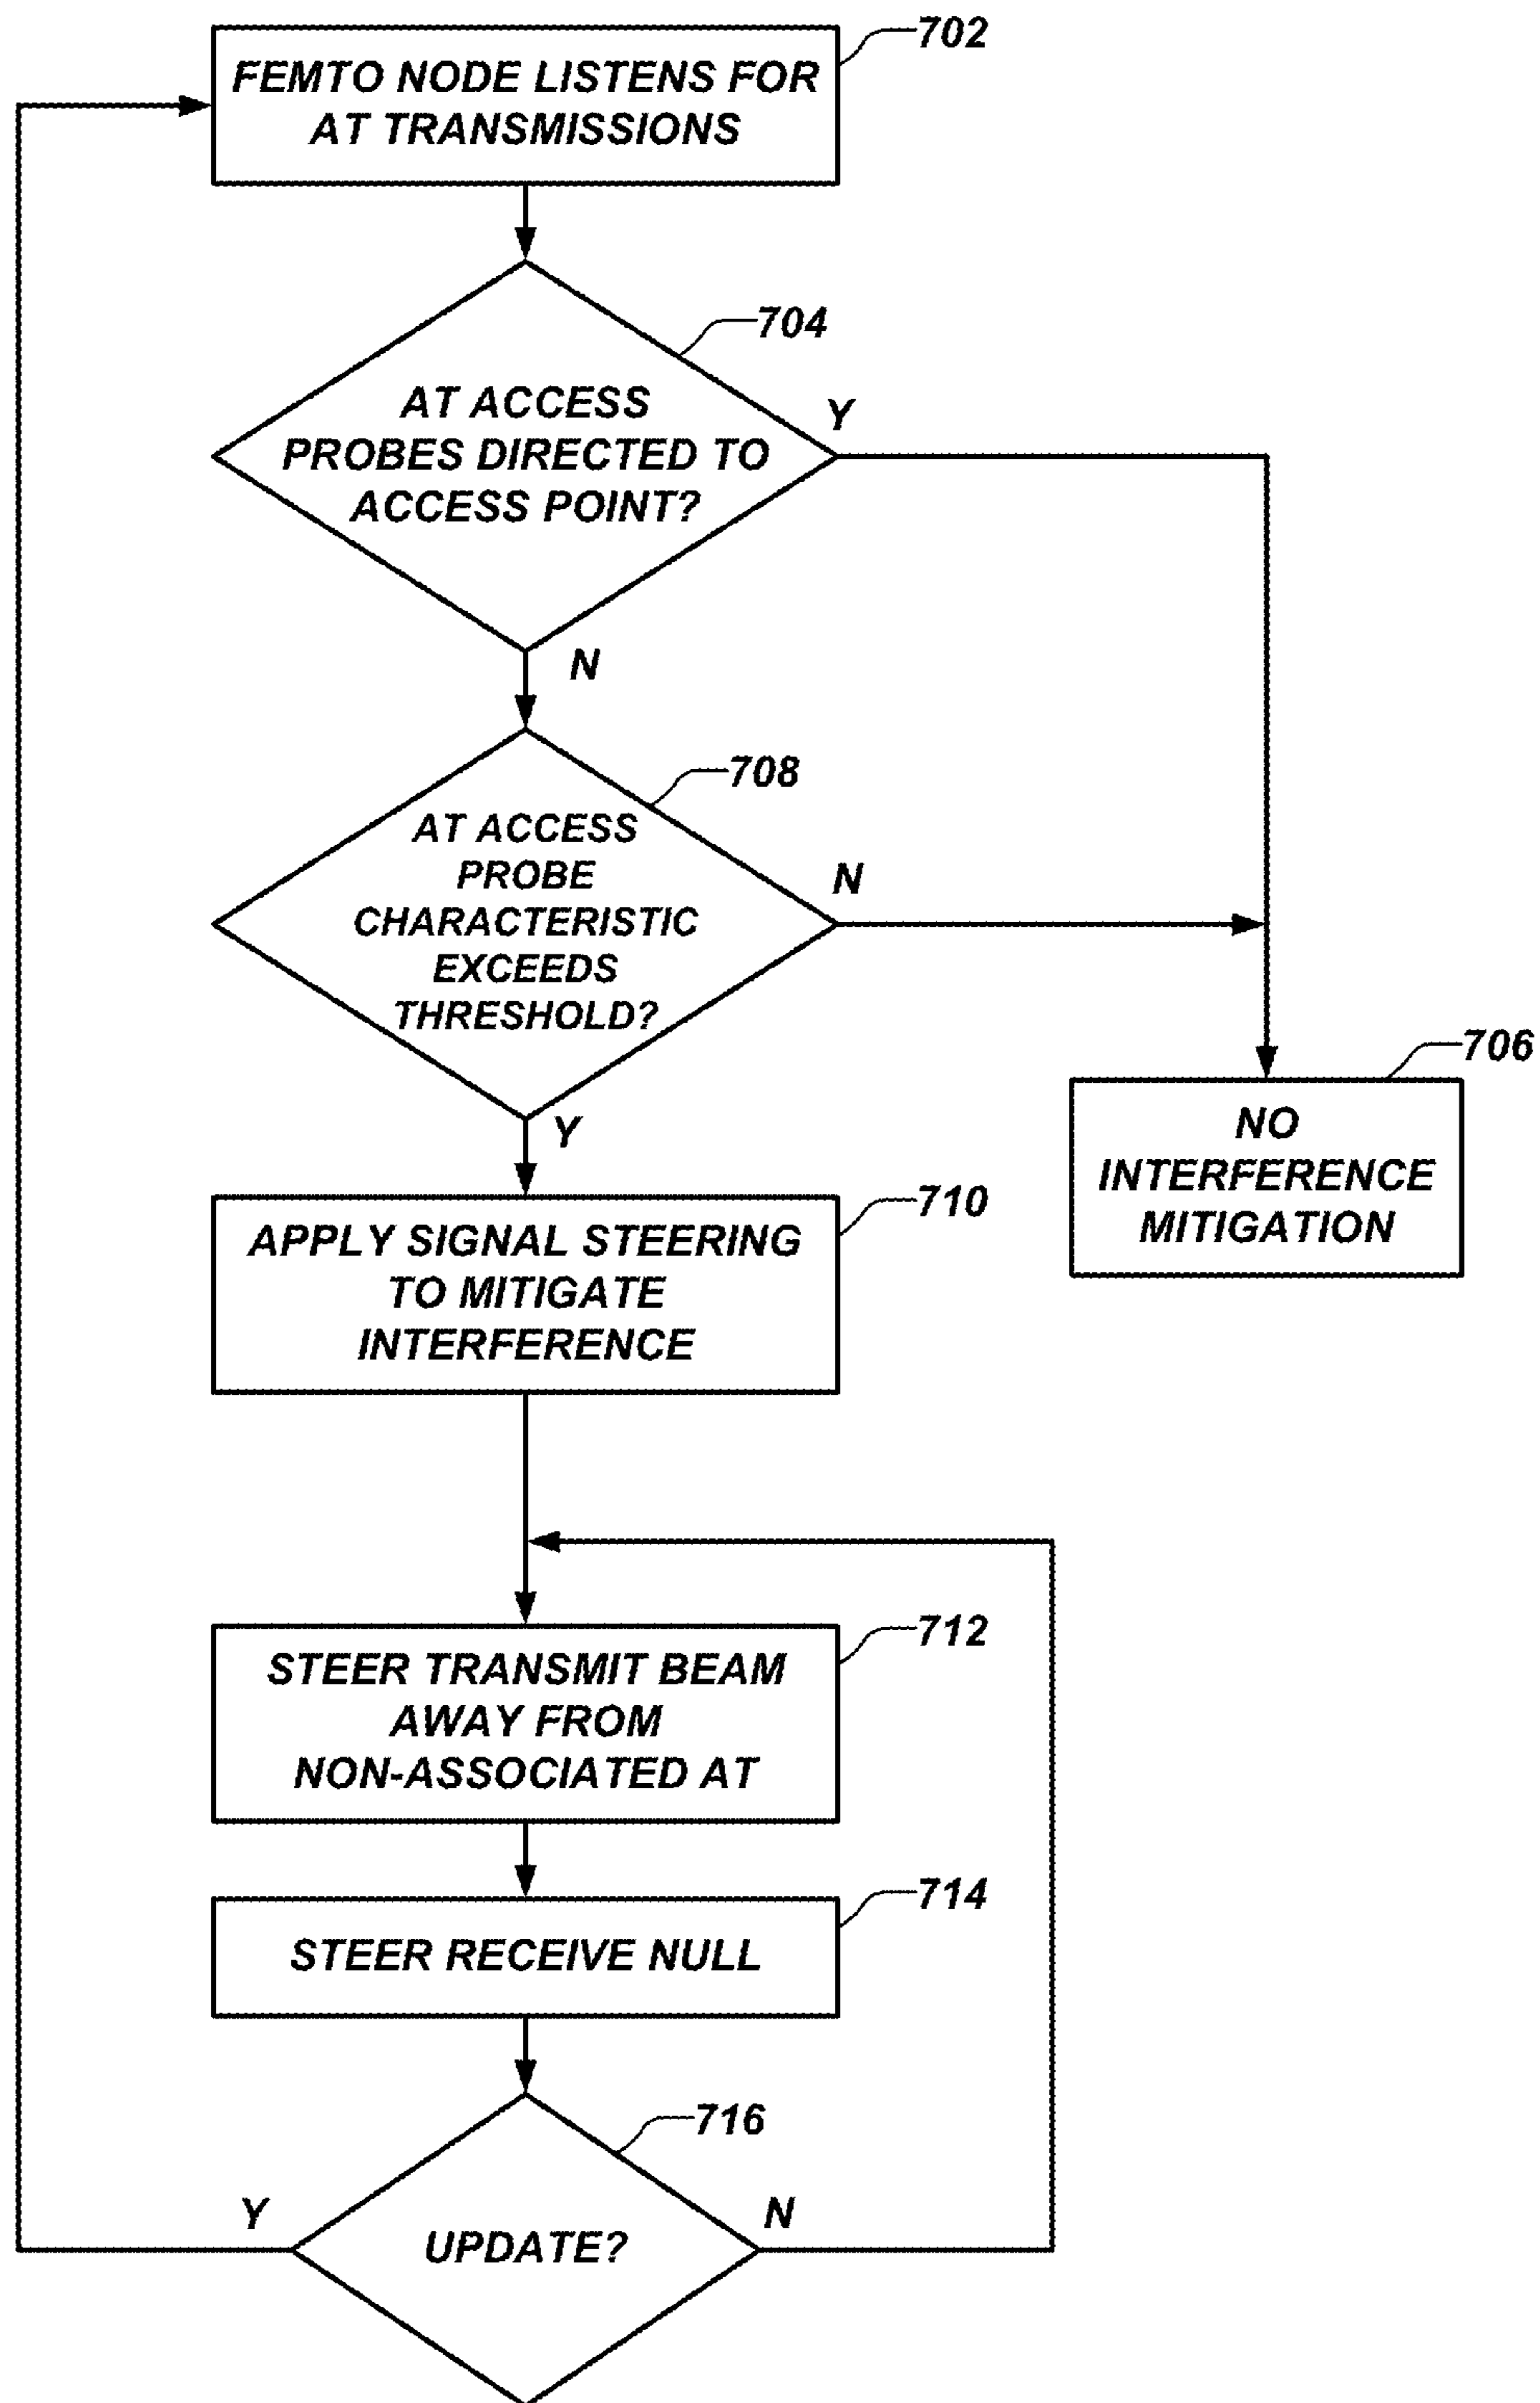 702
FEMTO NODE LISTENS FOR
AT TRANSMISSIONS
704
AT ACCESS
PROBES DIRECTED TO
ACCESS POINT?
Y
N
708
AT ACCESS
PROBE
CHARACTERISTIC
EXCEEDS
THRESHOLD?
N
Y
706
NO
INTERFERENCE
MITIGATION
710
APPLY SIGNAL STEERING
TO MITIGATE
INTERFERENCE
712
STEER TRANSMIT BEAM
AWAY FROM
NON-ASSOCIATED AT
714
STEER RECEIVE NULL
716
Y
UPDATE?
N